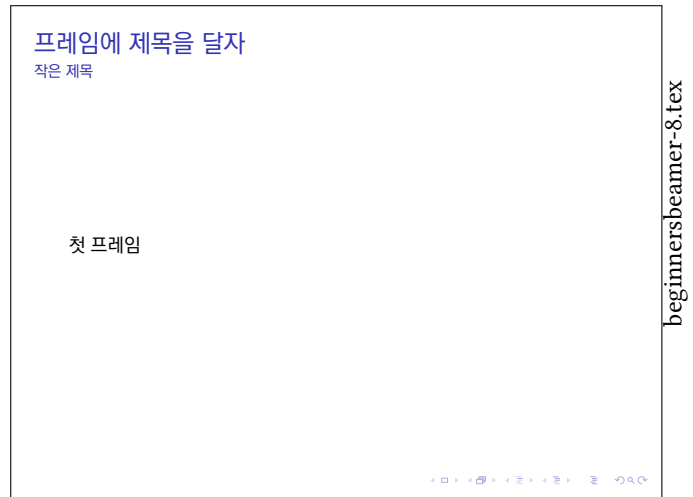 프레임에 제목을 달자
작은 제목
첫 프레임
beginnersbeamer-8.tex